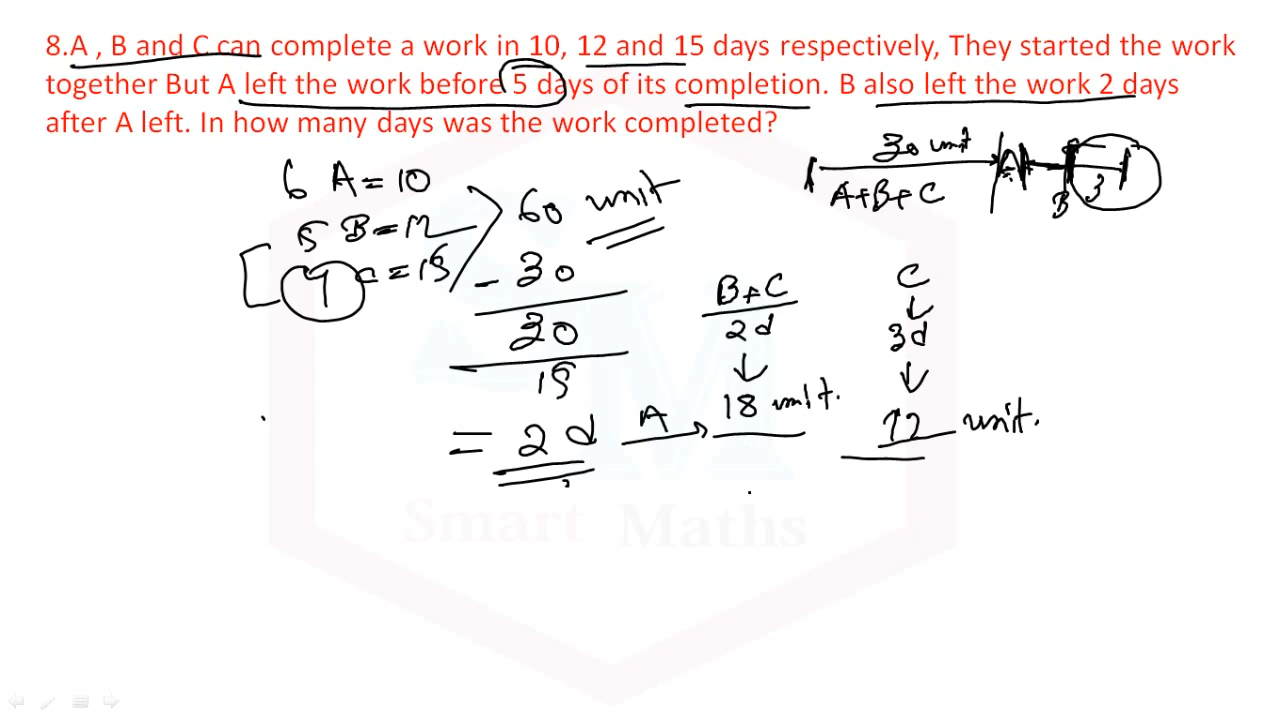 8.A , B and C can complete a work in 10, 12 and 15 days respectively, They started the work
together But A left the work before 5 days of its completion. B also left the work 2 days
after A left. In how many days was the work completed?
30 unit
A+B+C
A
B
3
6 A = 10
5 B = 12
4 C = 15
60 unit
- 30
30
15
= 2 d
A
B+C
2d
↓
18 unit.
C
↓
3d
↓
12 unit.
Smart Maths